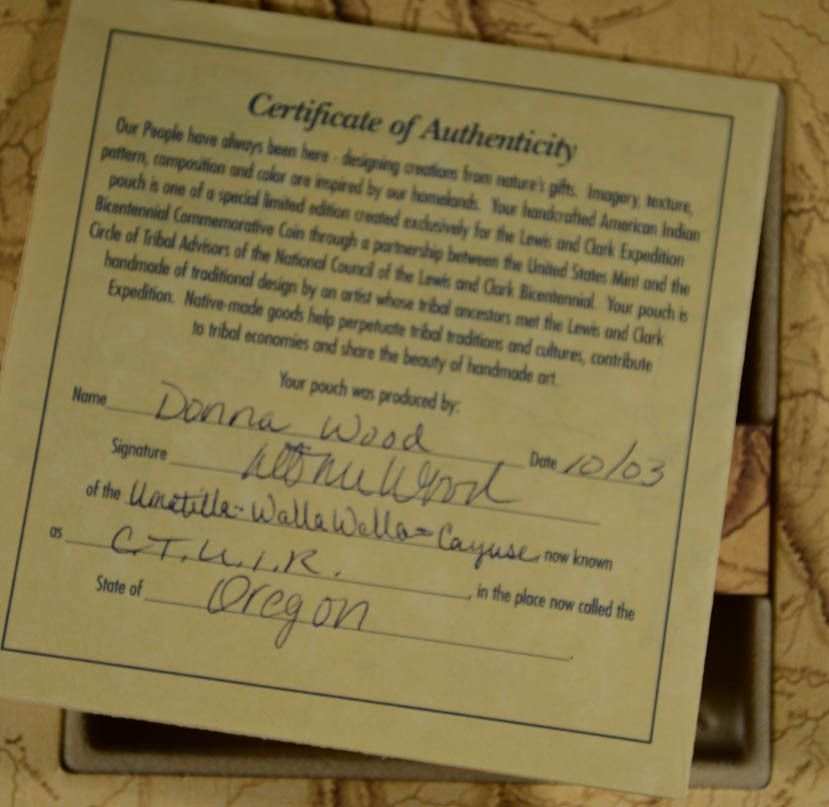 Certificate of Authenticity
Our People have always been here - designing creations from nature's gifts. Imagery, texture,
pattern, composition and color are inspired by our homelands. Your handcrafted American Indian
pouch is one of a special limited edition created exclusively for the Lewis and Clark Expedition
Bicentennial Commemorative Coin through a partnership between the United States Mint and the
Circle of Tribal Advisors of the National Council of the Lewis and Clark Bicentennial. Your pouch is
handmade of traditional design by an artist whose tribal ancestors met the Lewis and Clark
Expedition. Native-made goods help perpetuate tribal traditions and cultures, contribute
to tribal economies and share the beauty of handmade art.
Your pouch was produced by:
Name Donna Wood Date 10/03
Signature Wood
of the Umatilla-Walla Walla-Cayuse, now known
as C.T.U.I.R., in the place now called the
State of Oregon.